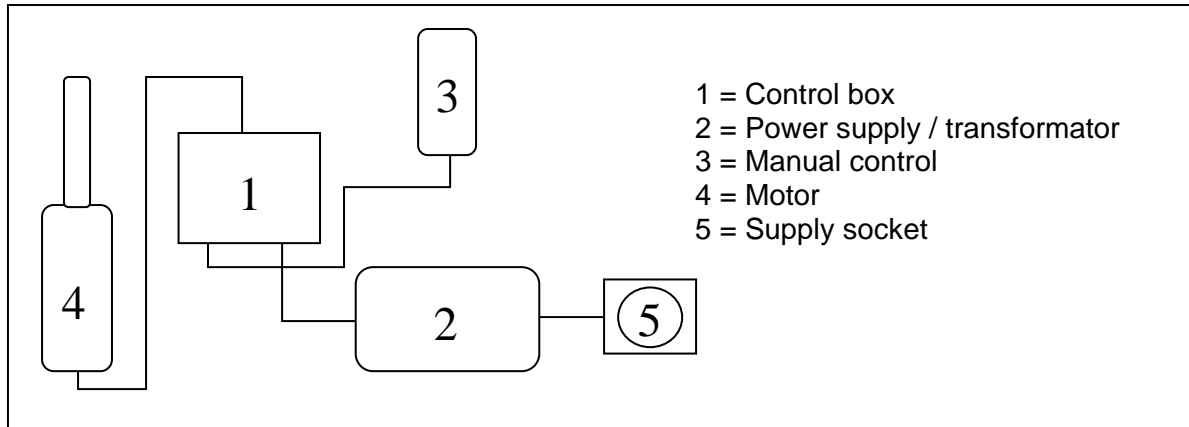 3
1
4
2
5
1 = Control box
2 = Power supply / transformator
3 = Manual control
4 = Motor
5 = Supply socket